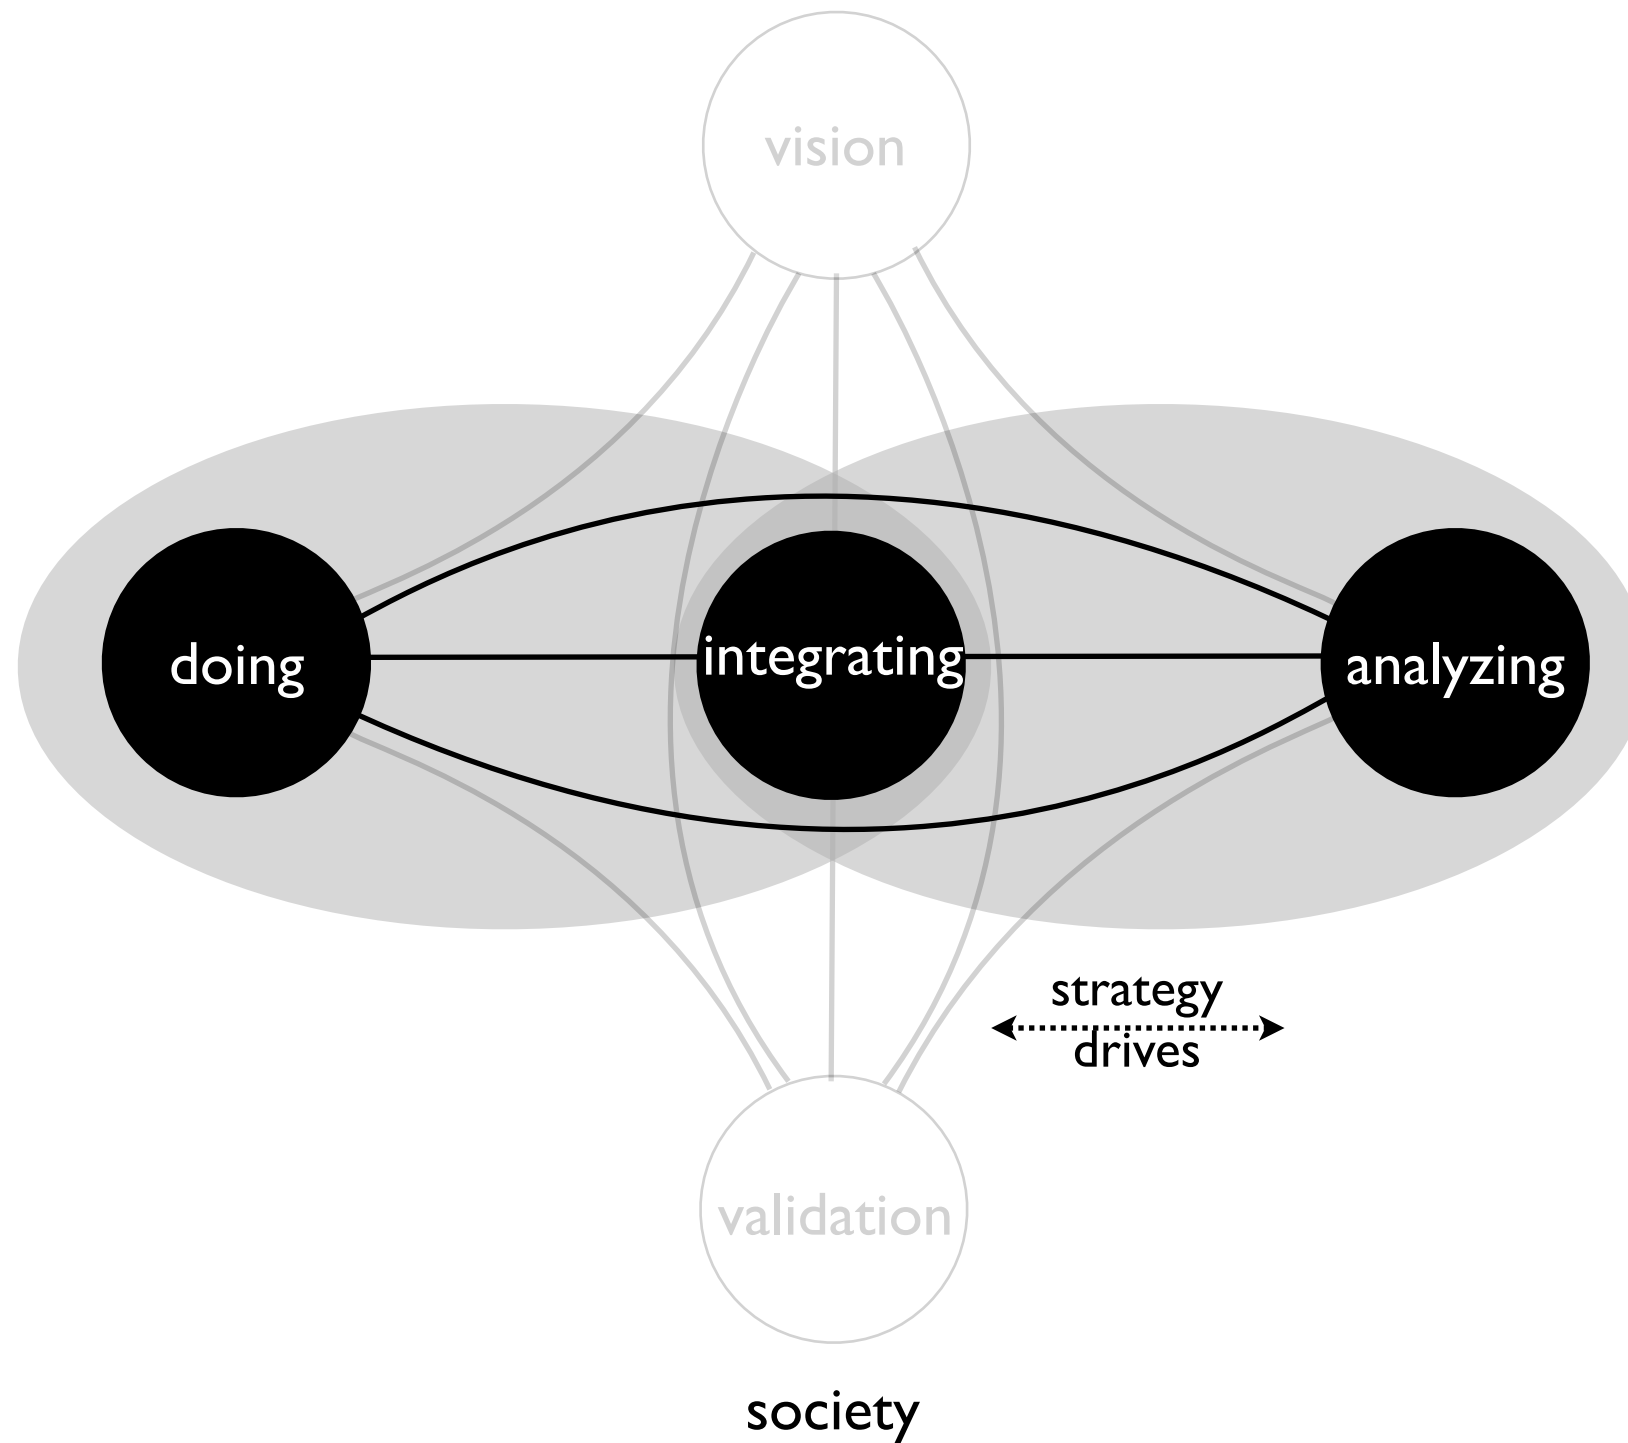 vision
doing
integrating
analyzing
strategy
drives
validation
society